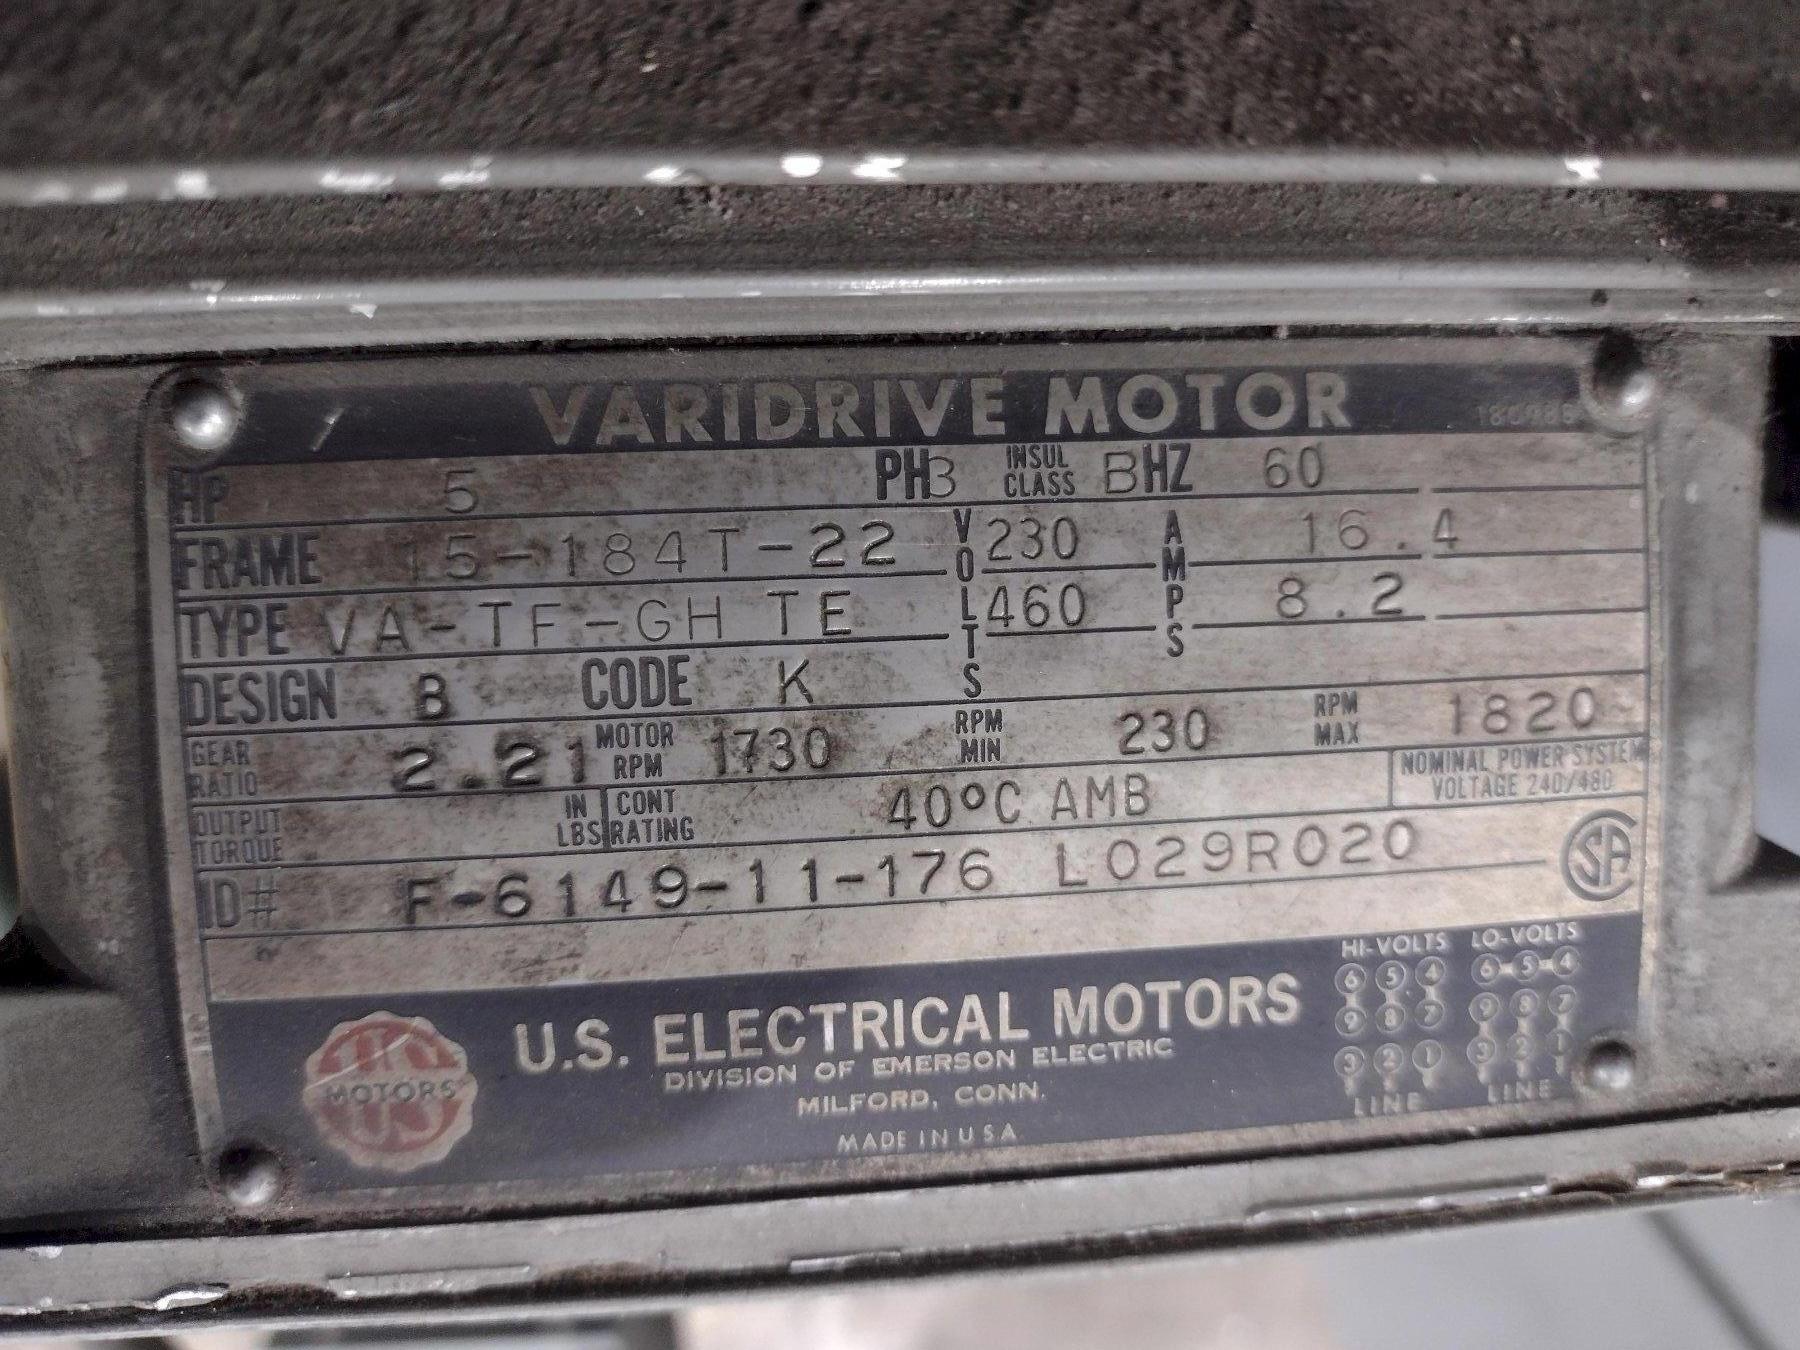 VARIDRIVE MOTOR
HP 5 PH 3 INSUL CLASS B HZ 60
FRAME 15-184T-22 VOLTS 230 AMPS 16.4
TYPE VA-TF-GH TE 460 8.2
DESIGN B CODE K
GEAR RATIO 2.21 MOTOR RPM 1730 RPM MIN 230 RPM MAX 1820
OUTPUT TORQUE IN LBS CONT RATING 40°C AMB NOMINAL POWER SYSTEM VOLTAGE 240/480
ID# F-6149-11-176 L029R020 CSA
HI-VOLTS LO-VOLTS
6 5 4 6-5-4
9 8 7 9 8 7
3 2 1 3 2 1
LINE LINE
MOTORS
US
U.S. ELECTRICAL MOTORS
DIVISION OF EMERSON ELECTRIC
MILFORD, CONN.
MADE IN U S A